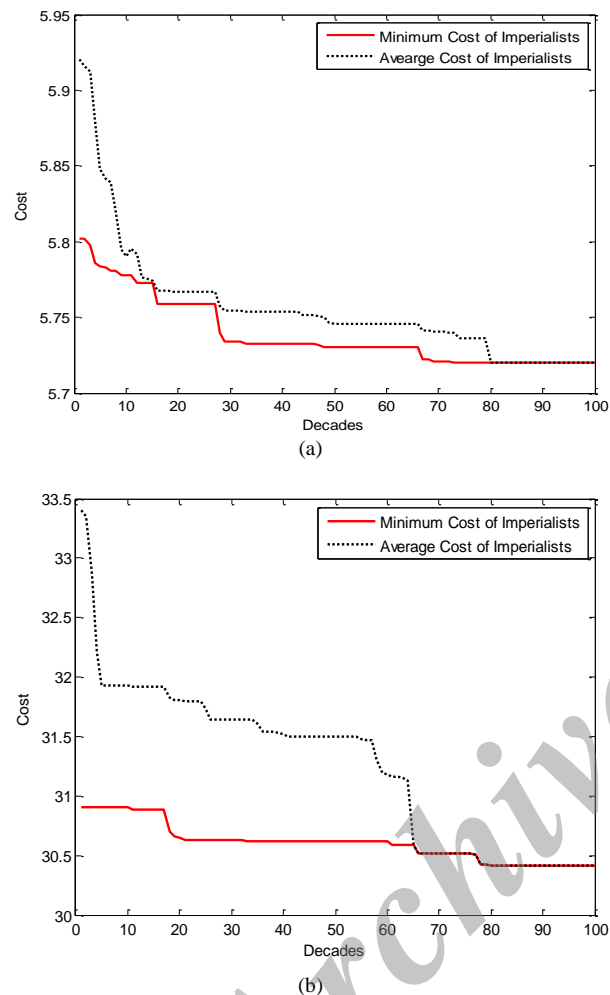 5.95
Minimum Cost of Imperialists
Avearge Cost of Imperialists
5.9
5.85
Cost
5.8
5.75
5.7
0 10 20 30 40 50 60 70 80 90 100
Decades
(a)
33.5
Minimum Cost of Imperialists
Average Cost of Imperialists
33
32.5
32
Cost
31.5
31
30.5
30
0 10 20 30 40 50 60 70 80 90 100
Decades
(b)
Archive